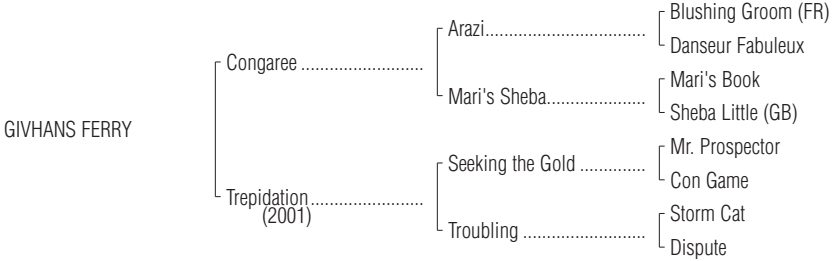 Blushing Groom (FR)
Arazi..................................
Danseur Fabuleux
Congaree ..........................
Mari's Book
Mari's Sheba.....................
Sheba Little (GB)
GIVHANS FERRY
Mr. Prospector
Seeking the Gold ..............
Con Game
Trepidation........................
(2001)
Storm Cat
Troubling ..........................
Dispute